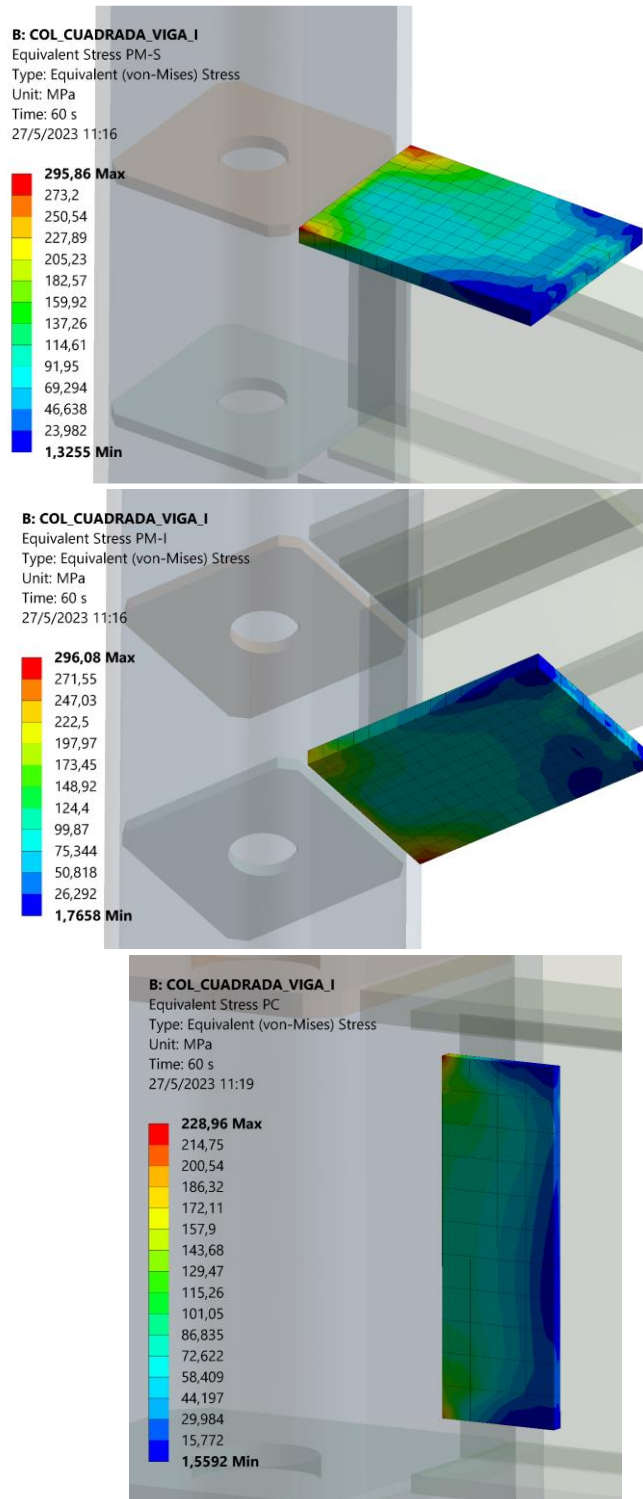 B: COL_CUADRADA_VIGA_I
Equivalent Stress PM-S
Type: Equivalent (von-Mises) Stress
Unit: MPa
Time: 60 s
27/5/2023 11:16
295,86 Max
273,2
250,54
227,89
205,23
182,57
159,92
137,26
114,61
91,95
69,294
46,638
23,982
1,3255 Min
B: COL_CUADRADA_VIGA_I
Equivalent Stress PM-I
Type: Equivalent (von-Mises) Stress
Unit: MPa
Time: 60 s
27/5/2023 11:16
296,08 Max
271,55
247,03
222,5
197,97
173,45
148,92
124,4
99,87
75,344
50,818
26,292
1,7658 Min
B: COL_CUADRADA_VIGA_I
Equivalent Stress PC
Type: Equivalent (von-Mises) Stress
Unit: MPa
Time: 60 s
27/5/2023 11:19
228,96 Max
214,75
200,54
186,32
172,11
157,9
143,68
129,47
115,26
101,05
86,835
72,622
58,409
44,197
29,984
15,772
1,5592 Min